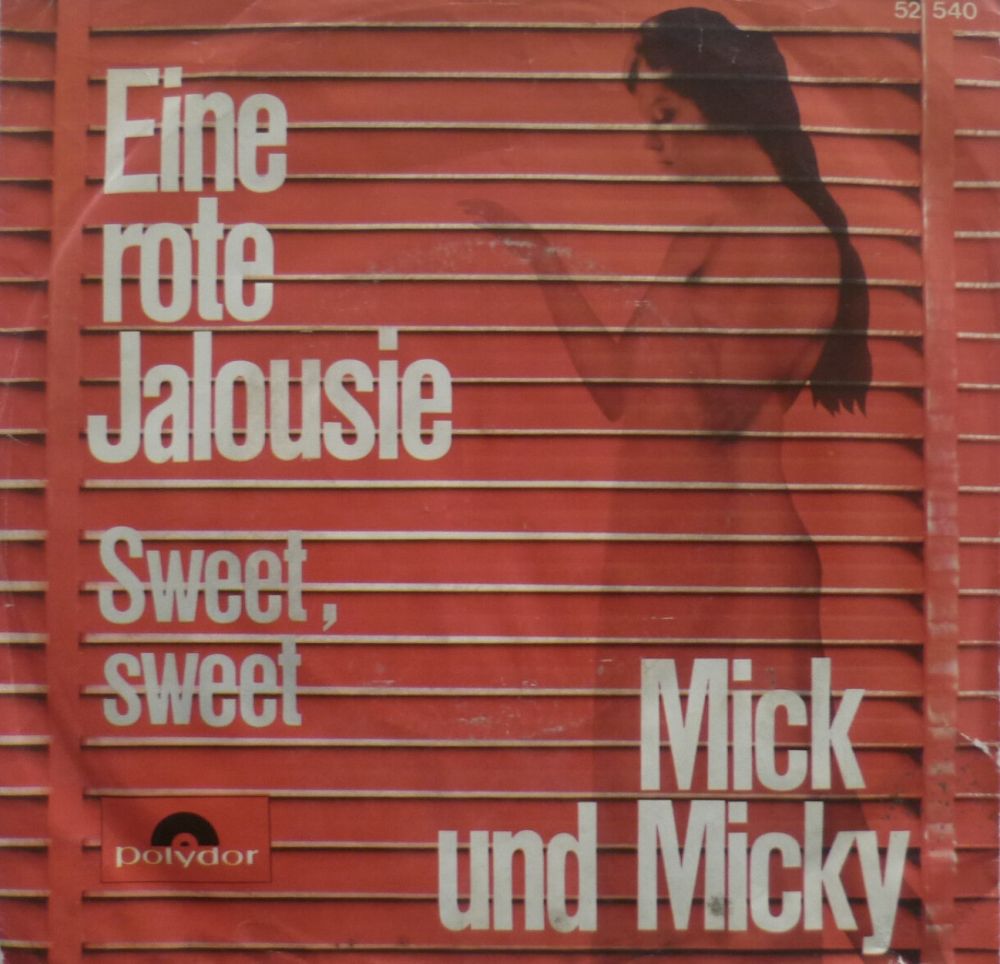 52 540
Eine
rote
Jalousie
Sweet,
sweet
Mick
und Micky
polydor